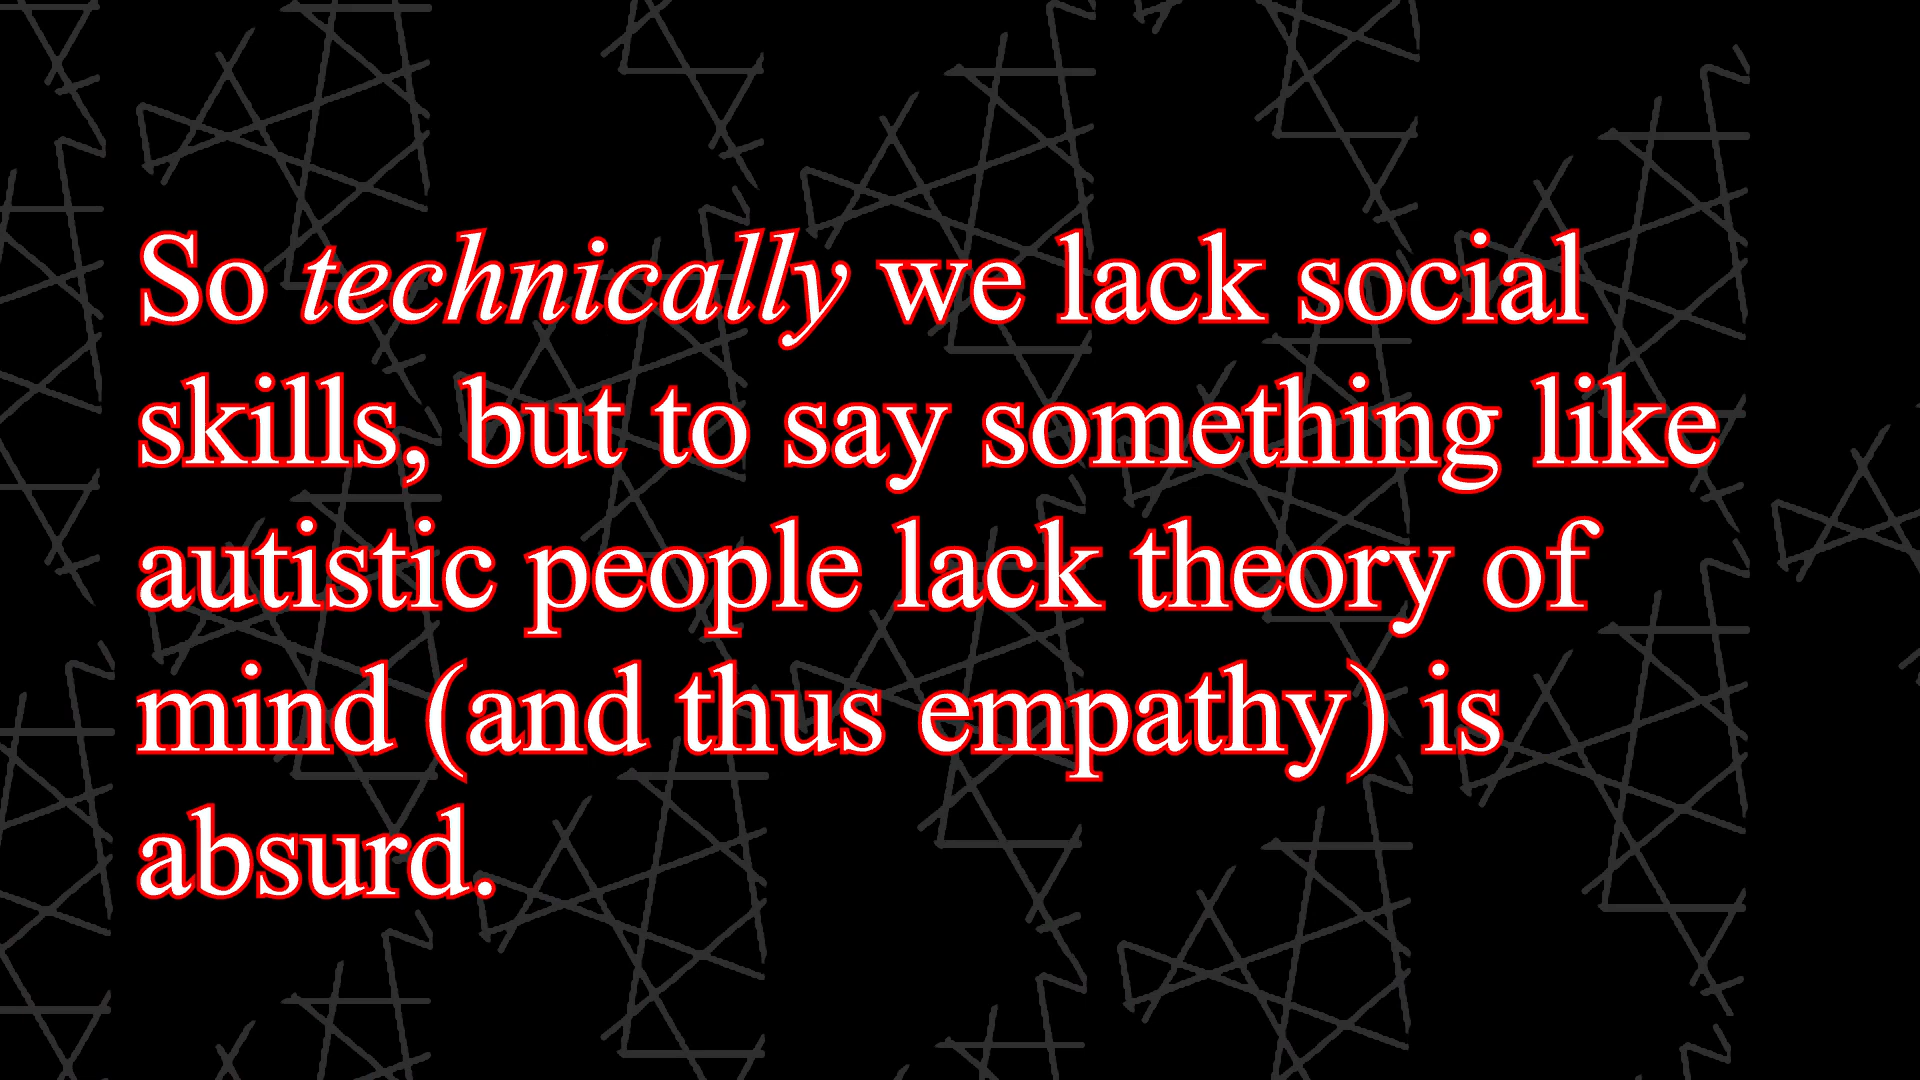 So technically we lack social
skills, but to say something like
autistic people lack theory of
mind (and thus empathy) is
absurd.